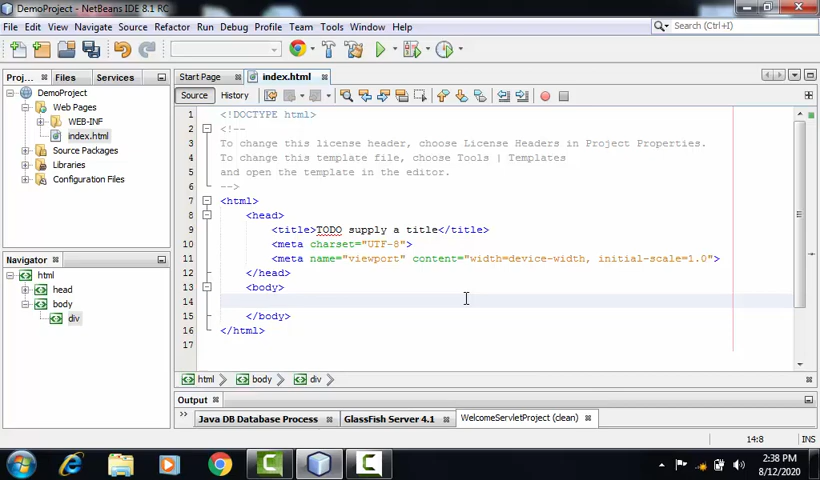 DemoProject - NetBeans IDE 8.1 RC
File Edit View Navigate Source Refactor Run Debug Profile Team Tools Window Help
Search (Ctrl+I)
Proj... Files Services
Start Page index.html
DemoProject
Web Pages
WEB-INF
index.html
Source Packages
Libraries
Configuration Files
Navigator
html
head
body
div
Source History
1 <!DOCTYPE html>
2 <!--
3 To change this license header, choose License Headers in Project Properties.
4 To change this template file, choose Tools | Templates
5 and open the template in the editor.
6 -->
7 <html>
8 <head>
9 <title>TODO supply a title</title>
10 <meta charset="UTF-8">
11 <meta name="viewport" content="width=device-width, initial-scale=1.0">
12 </head>
13 <body>
14
15 </body>
16 </html>
17
html body div
Output
Java DB Database Process GlassFish Server 4.1 WelcomeServletProject (clean)
14:8 INS
2:38 PM
8/12/2020